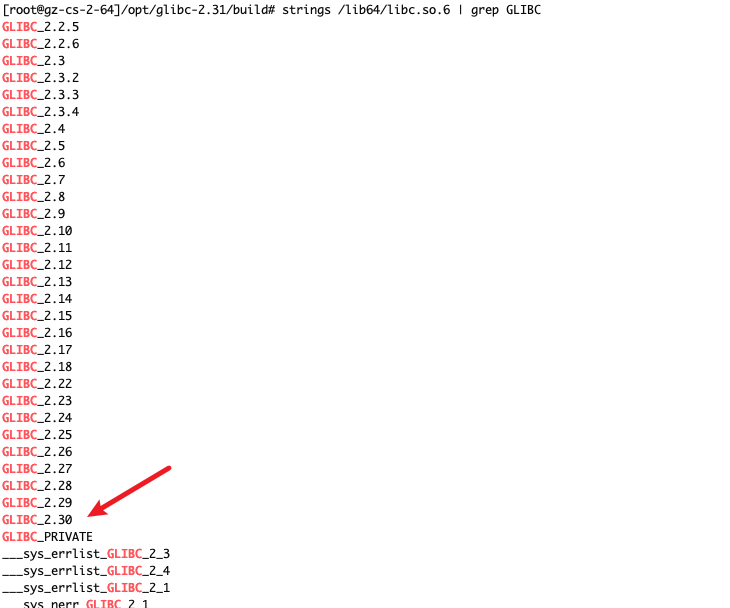 [root@gz-cs-2-64]/opt/glibc-2.31/build# strings /lib64/libc.so.6 | grep GLIBC
GLIBC_2.2.5
GLIBC_2.2.6
GLIBC_2.3
GLIBC_2.3.2
GLIBC_2.3.3
GLIBC_2.3.4
GLIBC_2.4
GLIBC_2.5
GLIBC_2.6
GLIBC_2.7
GLIBC_2.8
GLIBC_2.9
GLIBC_2.10
GLIBC_2.11
GLIBC_2.12
GLIBC_2.13
GLIBC_2.14
GLIBC_2.15
GLIBC_2.16
GLIBC_2.17
GLIBC_2.18
GLIBC_2.22
GLIBC_2.23
GLIBC_2.24
GLIBC_2.25
GLIBC_2.26
GLIBC_2.27
GLIBC_2.28
GLIBC_2.29
GLIBC_2.30
GLIBC_PRIVATE
___sys_errlist_GLIBC_2_3
___sys_errlist_GLIBC_2_4
___sys_errlist_GLIBC_2_1
___sys_nerr_GLIBC_2_1